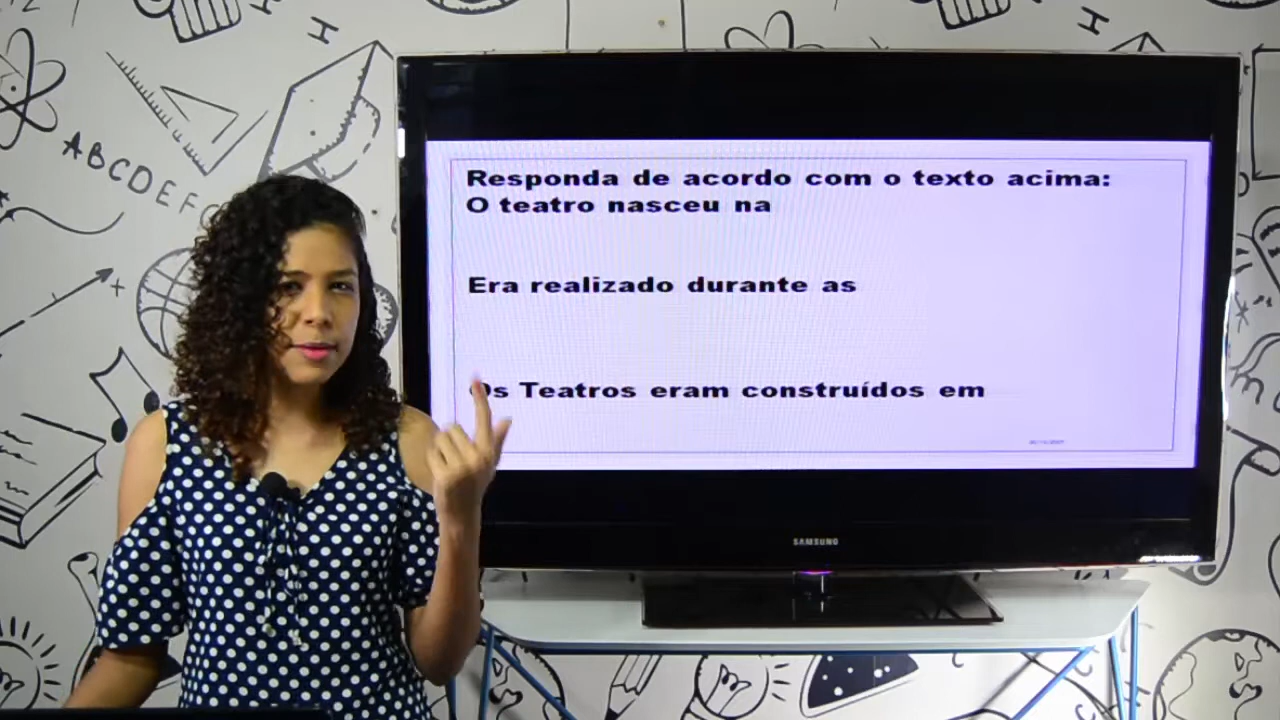 ABCDEFG
Responda de acordo com o texto acima:
O teatro nasceu na
Era realizado durante as
Os Teatros eram construídos em
SAMSUNG